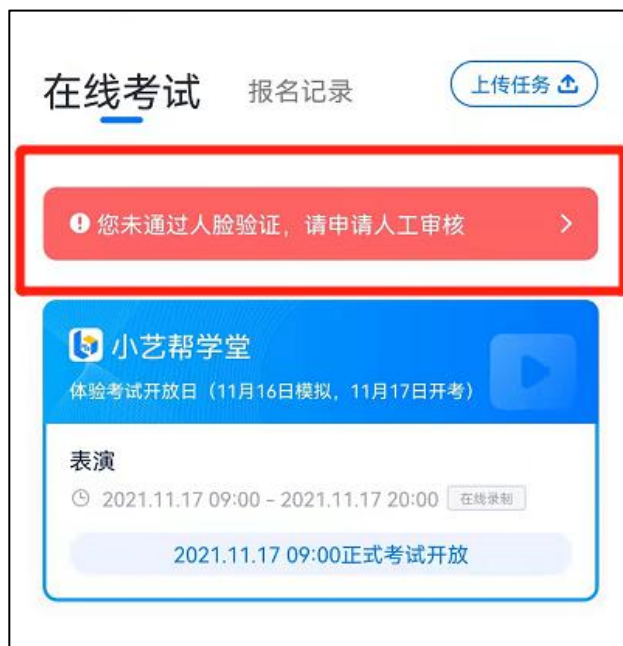 在线考试 报名记录 上传任务
您未通过人脸验证，请申请人工审核
小艺帮学堂
体验考试开放日（11月16日模拟，11月17日开考）
表演
2021.11.17 09:00 - 2021.11.17 20:00 在线录制
2021.11.17 09:00正式考试开放